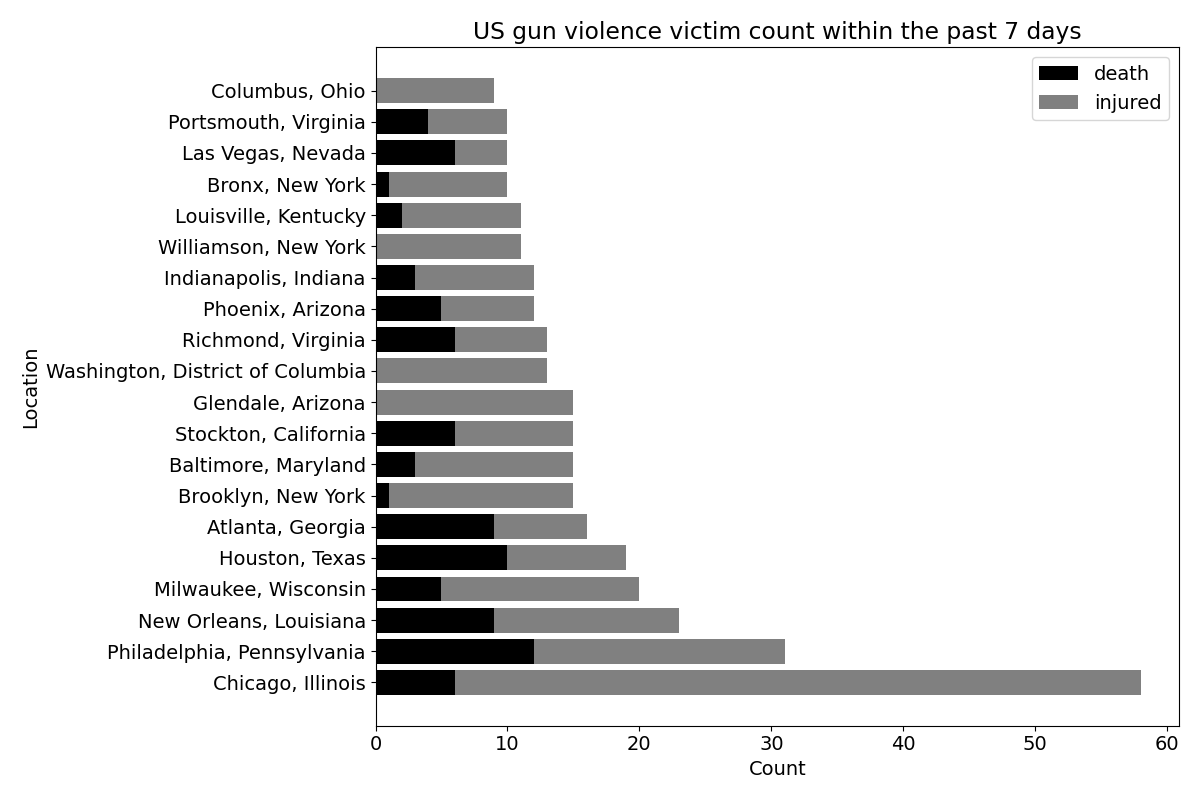 US gun violence victim count within the past 7 days
death
injured
Columbus, Ohio
Portsmouth, Virginia
Las Vegas, Nevada
Bronx, New York
Louisville, Kentucky
Williamson, New York
Indianapolis, Indiana
Phoenix, Arizona
Richmond, Virginia
Washington, District of Columbia
Glendale, Arizona
Stockton, California
Baltimore, Maryland
Brooklyn, New York
Atlanta, Georgia
Houston, Texas
Milwaukee, Wisconsin
New Orleans, Louisiana
Philadelphia, Pennsylvania
Chicago, Illinois
Location
0 10 20 30 40 50 60
Count